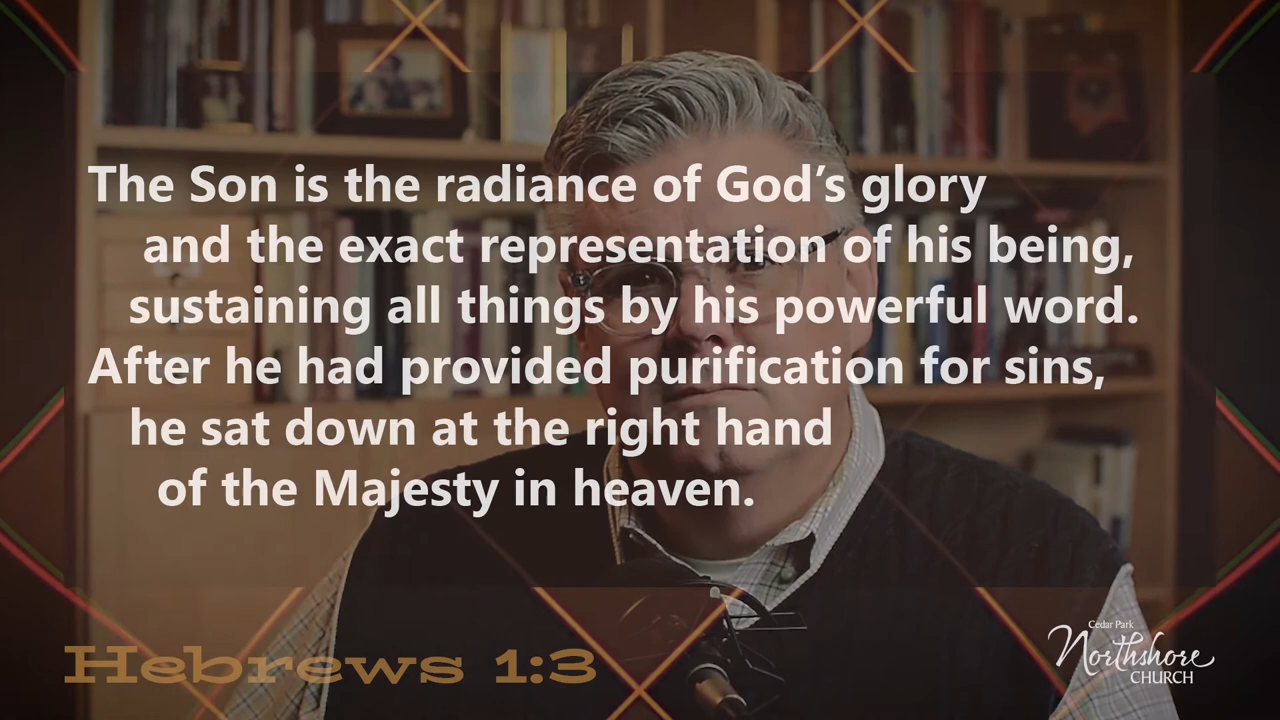 The Son is the radiance of God’s glory
and the exact representation of his being,
sustaining all things by his powerful word.
After he had provided purification for sins,
he sat down at the right hand
of the Majesty in heaven.
Hebrews 1:3
Cedar Park
Northshore
CHURCH